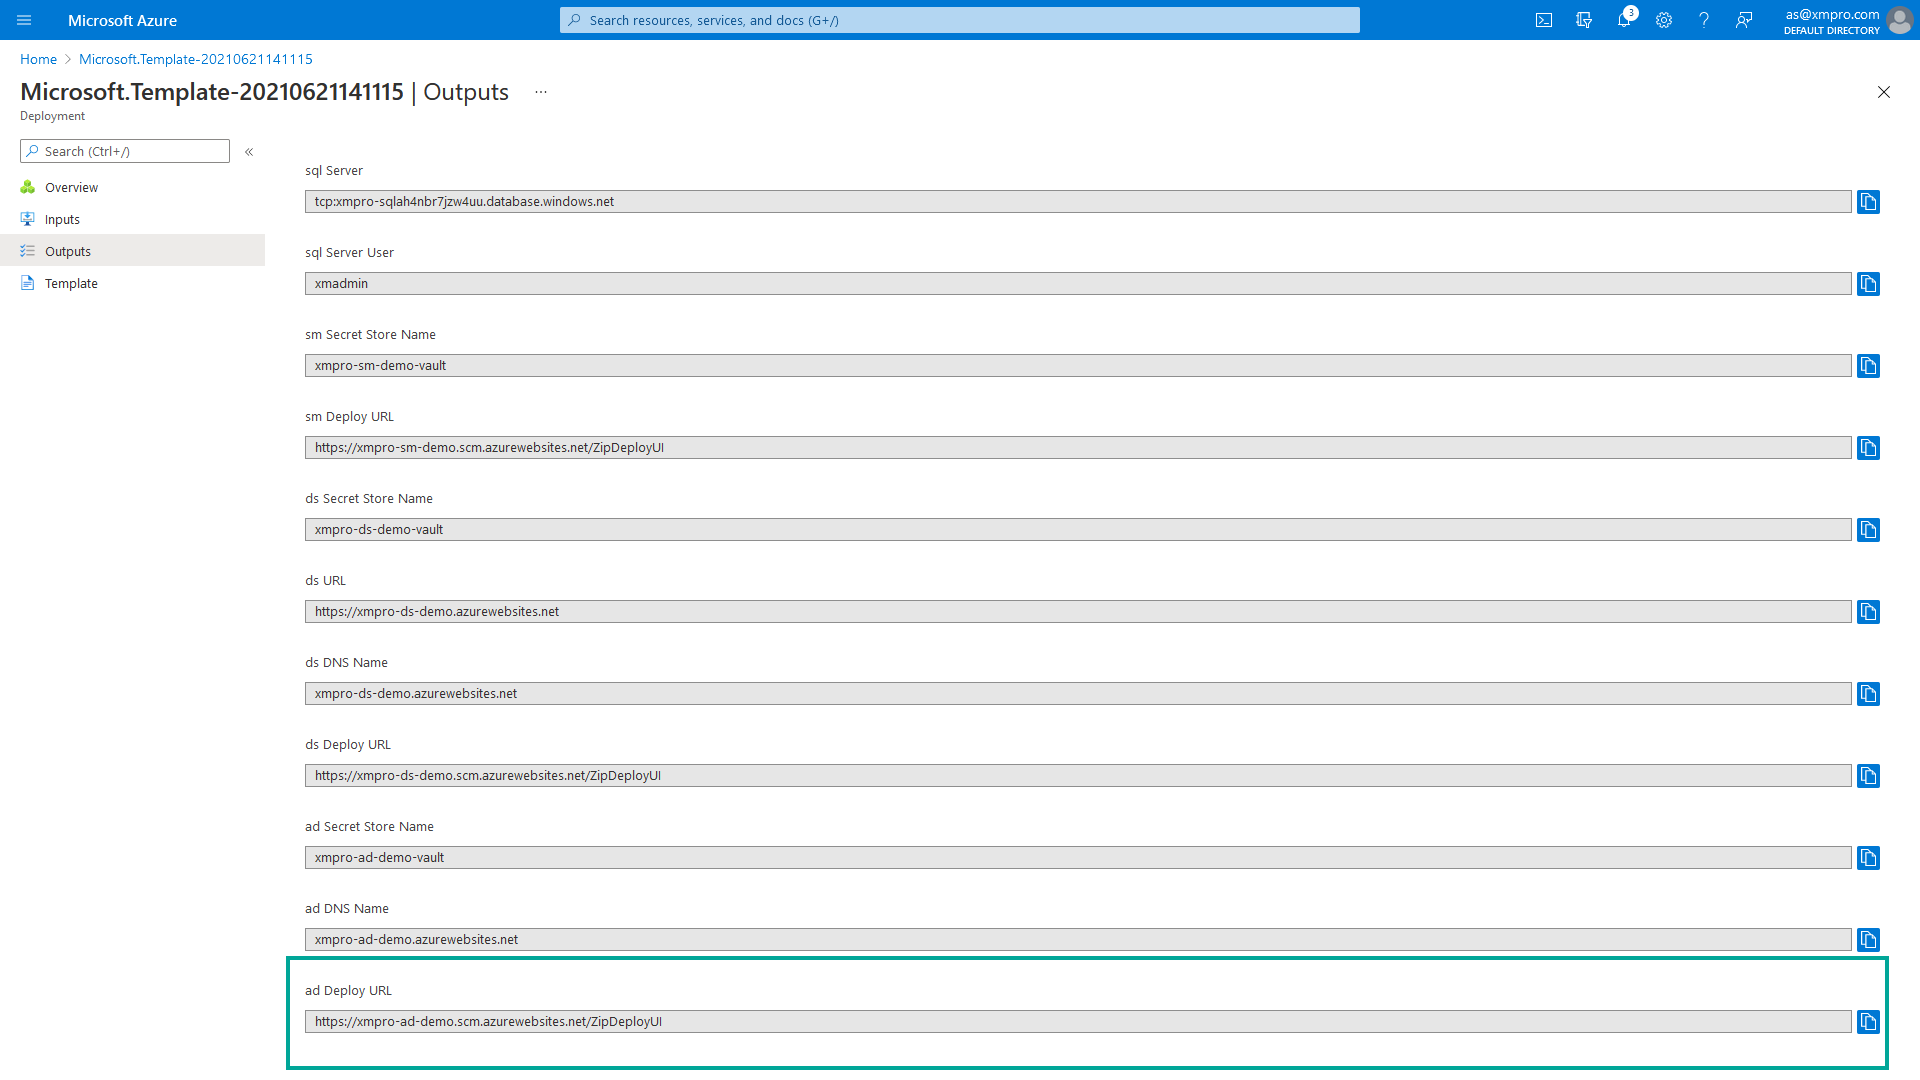 Microsoft Azure
Search resources, services, and docs (G+/)
3
as@xmpro.com
DEFAULT DIRECTORY
Home > Microsoft.Template-20210621141115
Microsoft.Template-20210621141115 | Outputs ...
Deployment
Search (Ctrl+/)
«
Overview
Inputs
Outputs
Template
sql Server
tcp:xmpro-sqlah4nbr7jzw4uu.database.windows.net
sql Server User
xmadmin
sm Secret Store Name
xmpro-sm-demo-vault
sm Deploy URL
https://xmpro-sm-demo.scm.azurewebsites.net/ZipDeployUI
ds Secret Store Name
xmpro-ds-demo-vault
ds URL
https://xmpro-ds-demo.azurewebsites.net
ds DNS Name
xmpro-ds-demo.azurewebsites.net
ds Deploy URL
https://xmpro-ds-demo.scm.azurewebsites.net/ZipDeployUI
ad Secret Store Name
xmpro-ad-demo-vault
ad DNS Name
xmpro-ad-demo.azurewebsites.net
ad Deploy URL
https://xmpro-ad-demo.scm.azurewebsites.net/ZipDeployUI